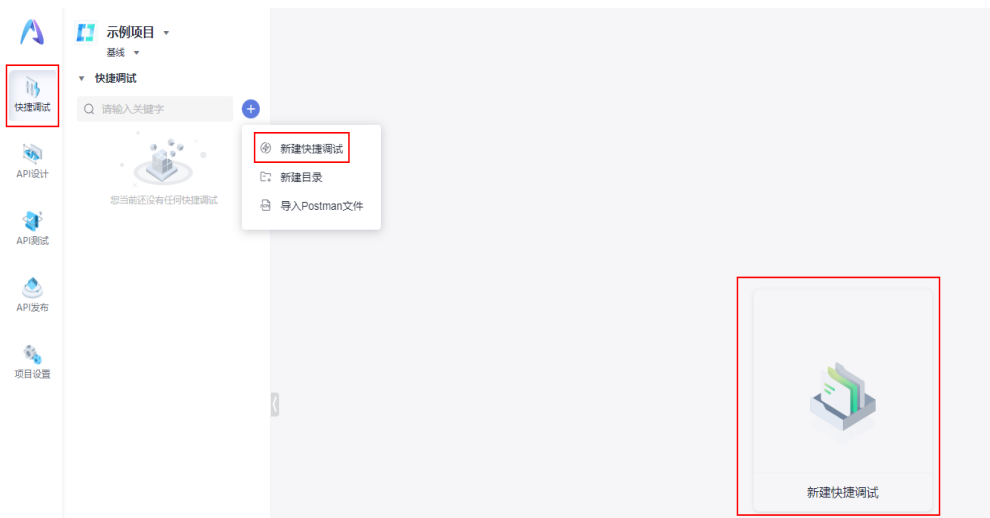 示例项目
基线
快捷调试
快捷调试
请输入关键字
新建快捷调试
新建目录
导入Postman文件
您当前还没有任何快捷调试
API设计
API测试
API发布
项目设置
新建快捷调试